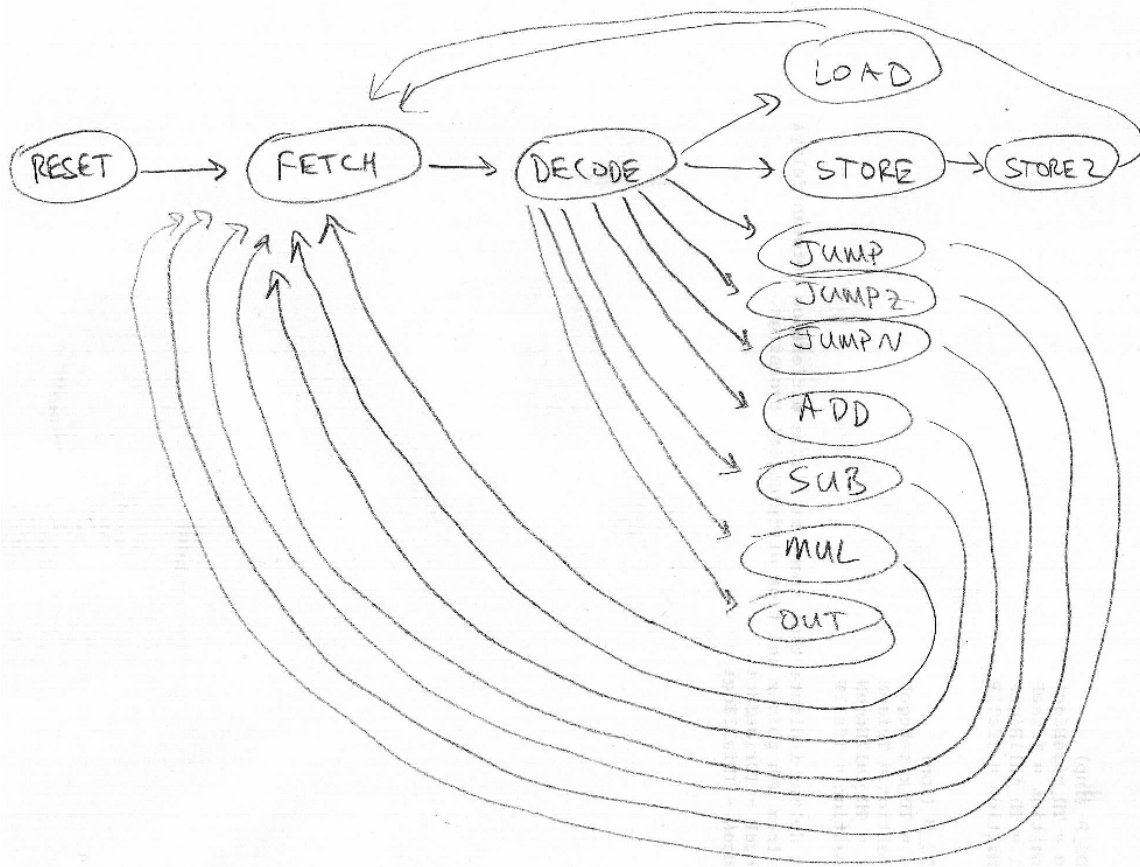 LOAD
RESET
FETCH
DECODE
STORE
STORE2
JUMP
JUMPZ
JUMPN
ADD
SUB
MUL
OUT